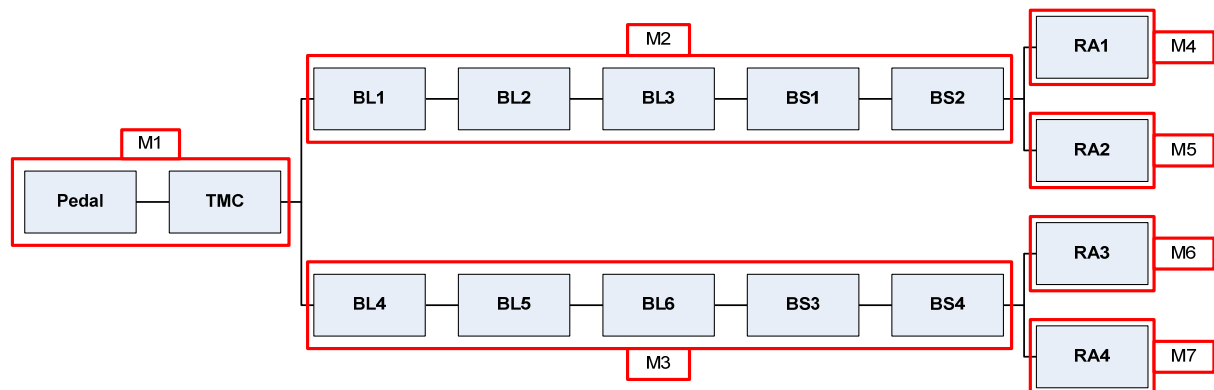 M2
RA1 M4
BL1 BL2 BL3 BS1 BS2
M1
RA2 M5
Pedal TMC
RA3 M6
BL4 BL5 BL6 BS3 BS4
M3
RA4 M7